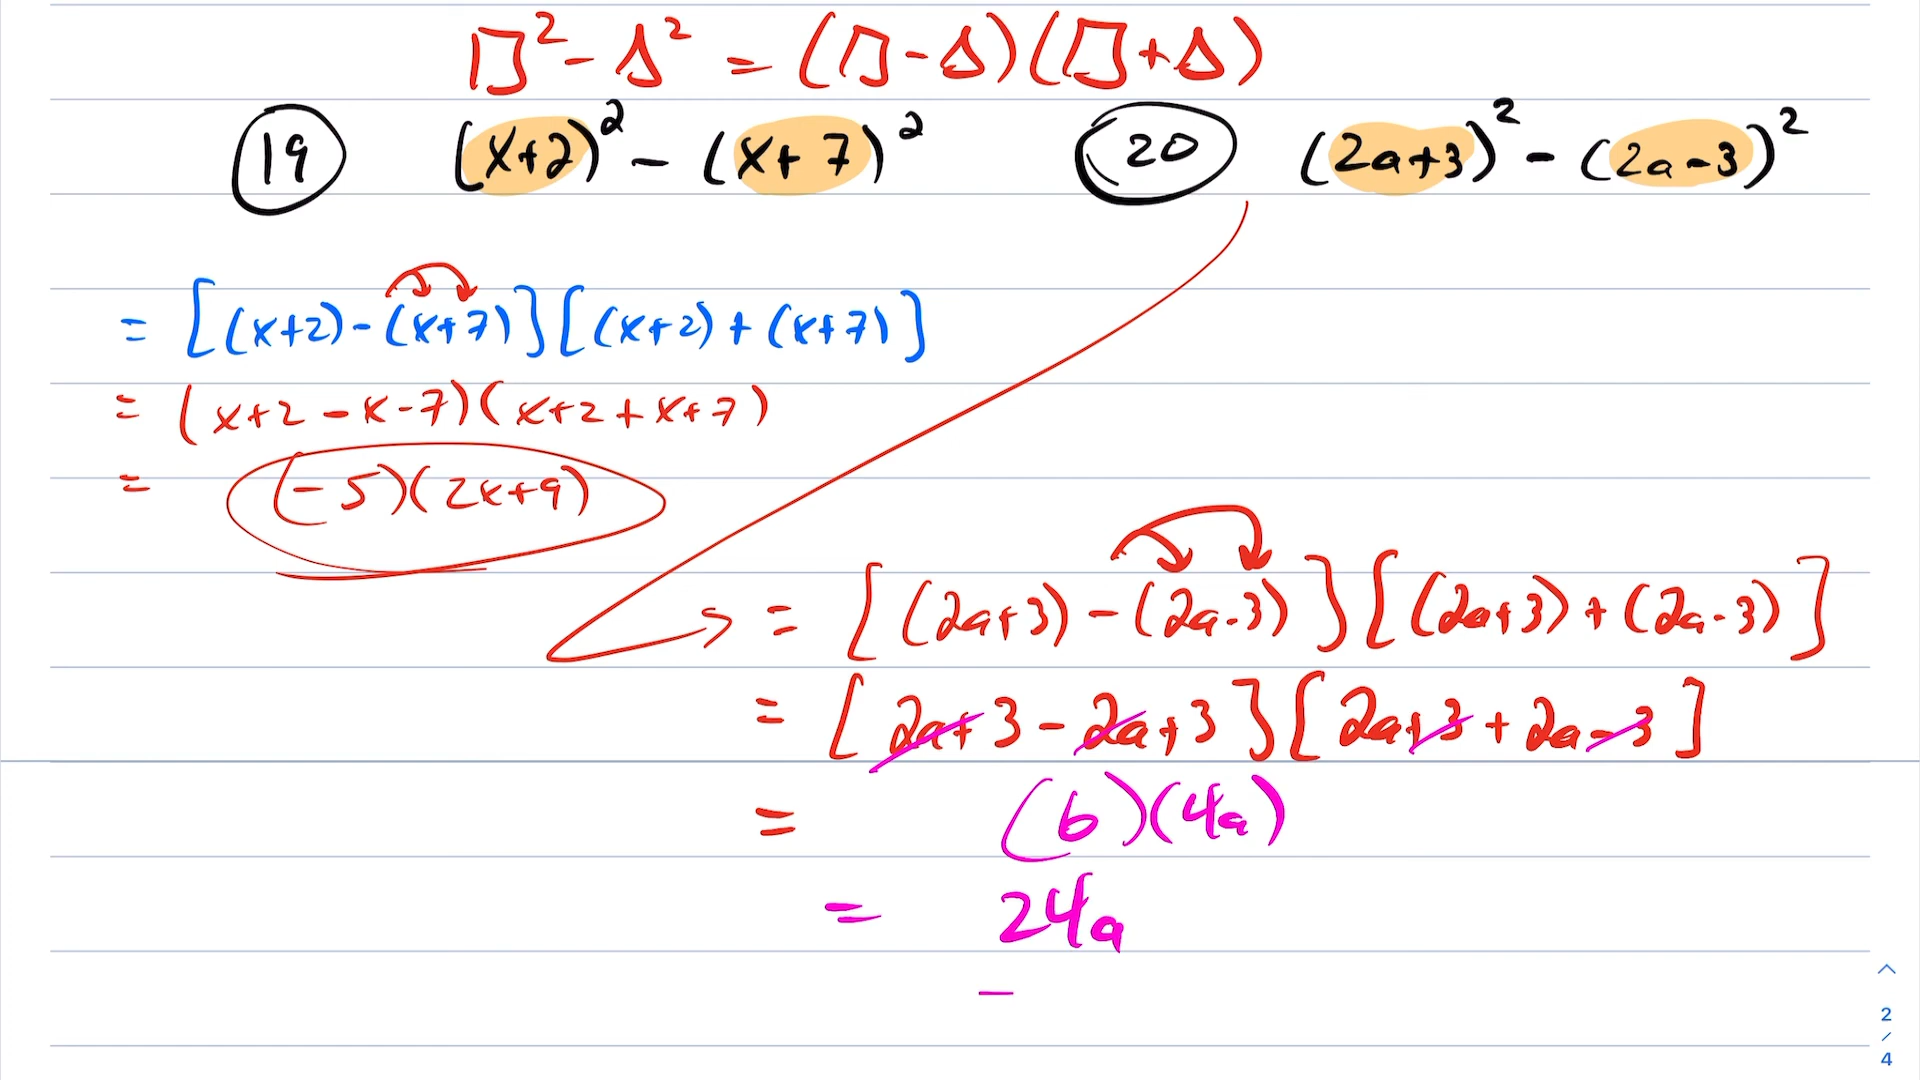 □² - Δ² = (□ - Δ)(□ + Δ)
19 (x+2)² - (x+7)²
20 (2a+3)² - (2a-3)²
= [(x+2) - (x+7)][(x+2) + (x+7)]
= (x+2-x-7)(x+2+x+7)
= (-5)(2x+9)
= [(2a+3) - (2a-3)][(2a+3) + (2a-3)]
= [2a+3-2a+3][2a+3+2a-3]
= (6)(4a)
= 24a
2/4